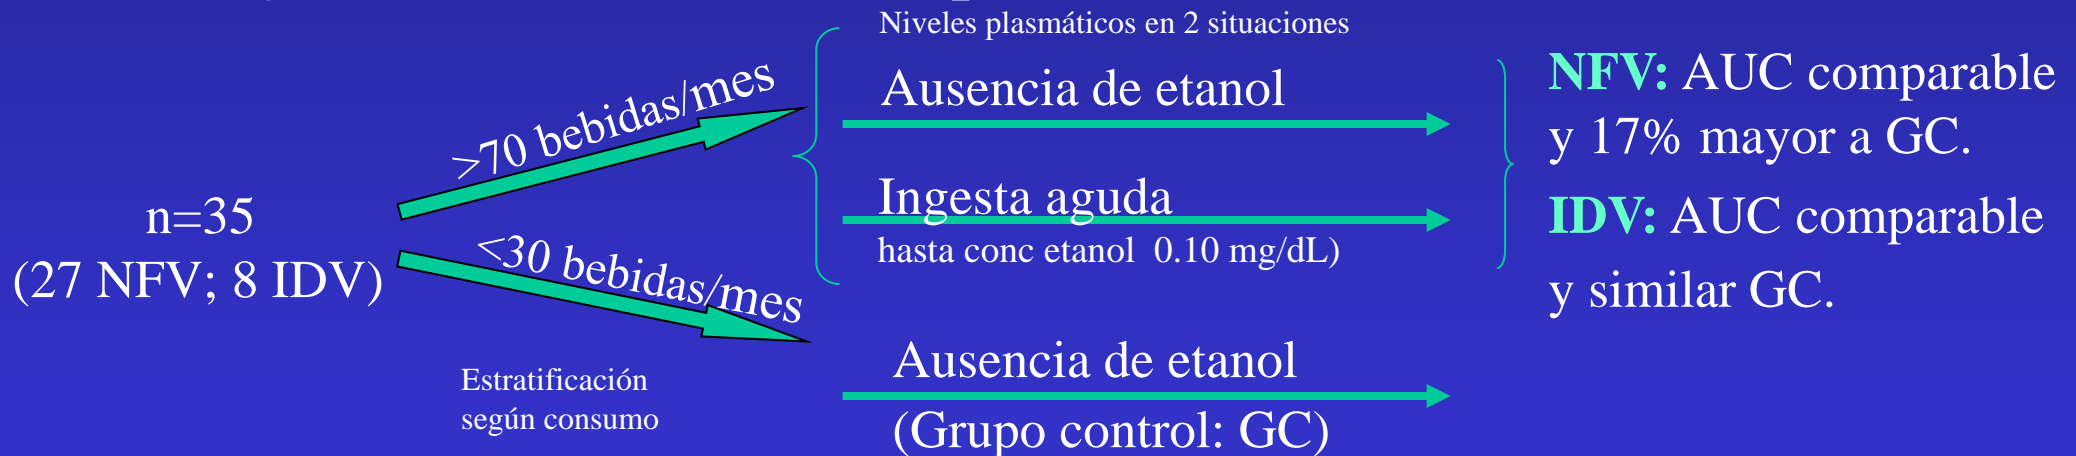 n=35
(27 NFV; 8 IDV)
>70 bebidas/mes
<30 bebidas/mes
Estratificación
según consumo
Niveles plasmáticos en 2 situaciones
Ausencia de etanol
Ingesta aguda
hasta conc etanol 0.10 mg/dL)
Ausencia de etanol
(Grupo control: GC)
NFV: AUC comparable
y 17% mayor a GC.
IDV: AUC comparable
y similar GC.